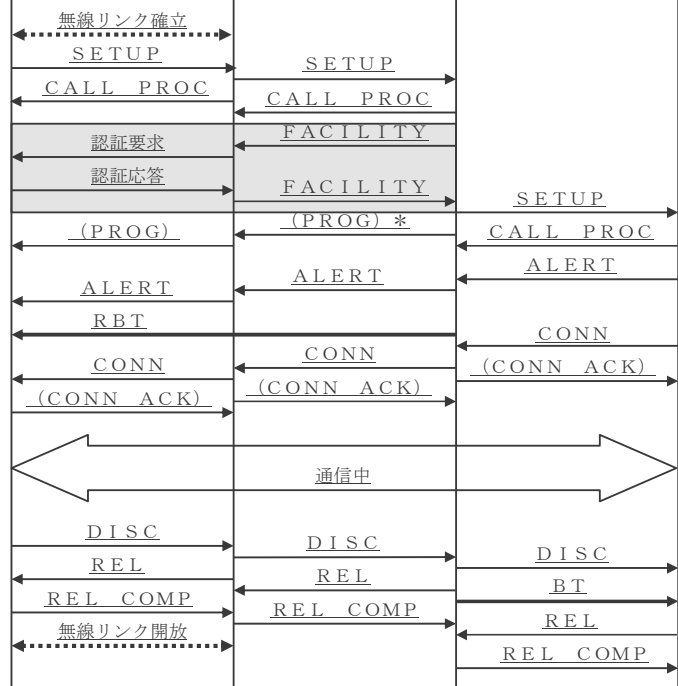 無線リンク確立
ＳＥＴＵＰ
ＳＥＴＵＰ
ＣＡＬＬ　ＰＲＯＣ
ＣＡＬＬ　ＰＲＯＣ
ＦＡＣＩＬＩＴＹ
認証要求
認証応答
ＦＡＣＩＬＩＴＹ
ＳＥＴＵＰ
（ＰＲＯＧ）＊
（ＰＲＯＧ）
ＣＡＬＬ　ＰＲＯＣ
ＡＬＥＲＴ
ＡＬＥＲＴ
ＡＬＥＲＴ
ＲＢＴ
ＣＯＮＮ
ＣＯＮＮ
ＣＯＮＮ
（ＣＯＮＮ　ＡＣＫ）
（ＣＯＮＮ　ＡＣＫ）
（ＣＯＮＮ　ＡＣＫ）
通信中
ＤＩＳＣ
ＤＩＳＣ
ＤＩＳＣ
ＲＥＬ
ＲＥＬ
ＢＴ
ＲＥＬ　ＣＯＭＰ
ＲＥＬ　ＣＯＭＰ
ＲＥＬ
無線リンク開放
ＲＥＬ　ＣＯＭＰ